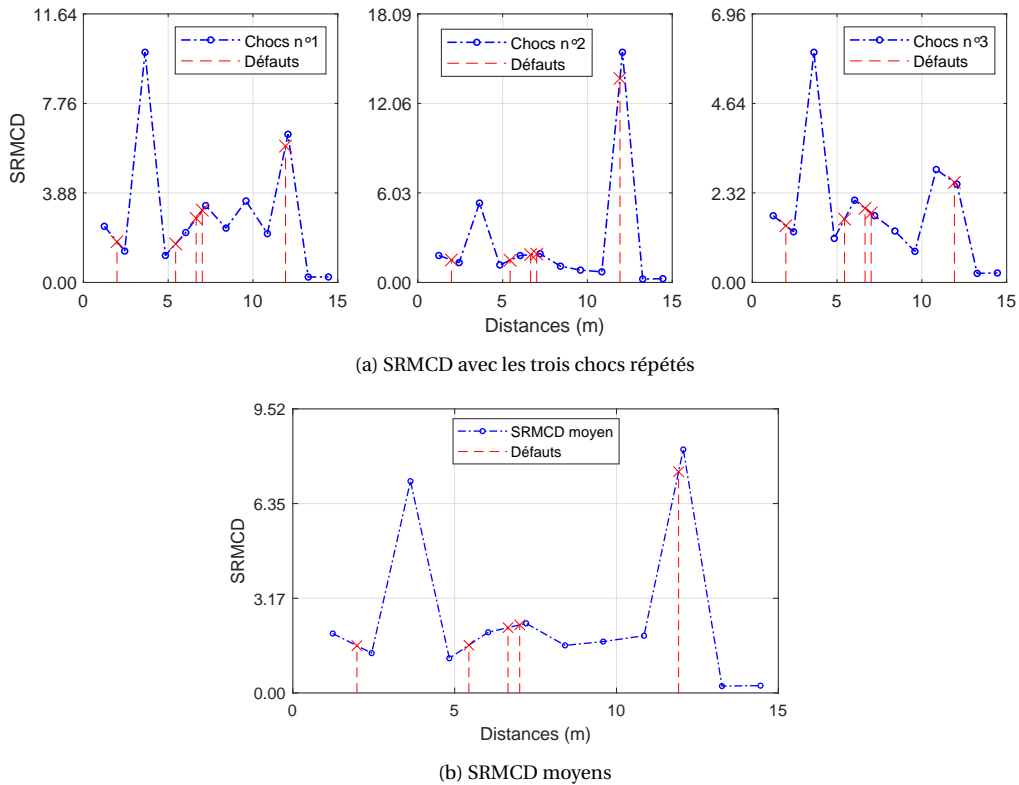 11.64
7.76
3.88
0.00
SRMCD
0 5 10 15
Chocs nº1
Défauts
18.09
12.06
6.03
0.00
0 5 10 15
Chocs nº2
Défauts
Distances (m)
6.96
4.64
2.32
0.00
0 5 10 15
Chocs nº3
Défauts
(a) SRMCD avec les trois chocs répétés
9.52
6.35
3.17
0.00
SRMCD
0 5 10 15
SRMCD moyen
Défauts
Distances (m)
(b) SRMCD moyens